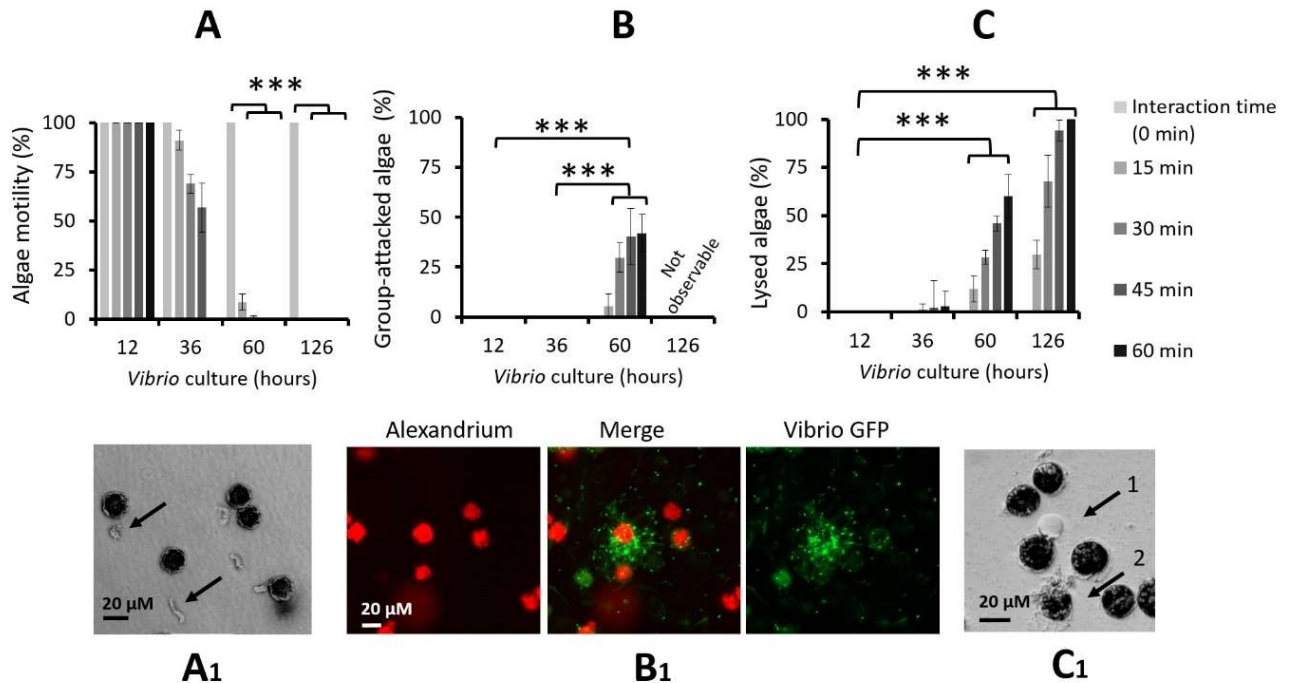 A
B
C
***
***
***
***
***
Algae motility (%)
100
75
50
25
0
12 36 60 126
Vibrio culture (hours)
Group-attacked algae (%)
100
75
50
25
0
Not
observable
12 36 60 126
Vibrio culture (hours)
Lysed algae (%)
100
75
50
25
0
12 36 60 126
Vibrio culture (hours)
Interaction time
(0 min)
15 min
30 min
45 min
60 min
Alexandrium
Merge
Vibrio GFP
20 µM
20 µM
1
2
20 µM
A1
B1
C1